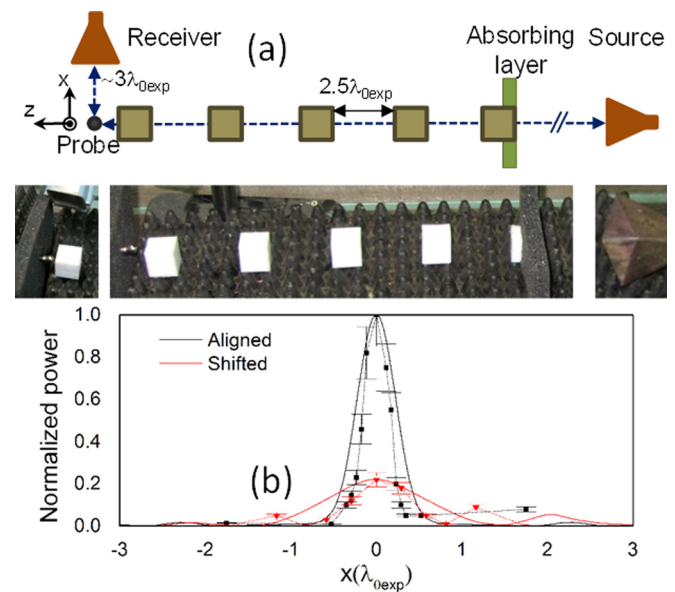 Receiver
(a)
Absorbing
layer
Source
~3λ0exp
2.5λ0exp
x
z
Probe
Normalized power
1.0
0.8
0.6
0.4
0.2
0.0
Aligned
Shifted
(b)
-3 -2 -1 0 1 2 3
x(λ0exp)